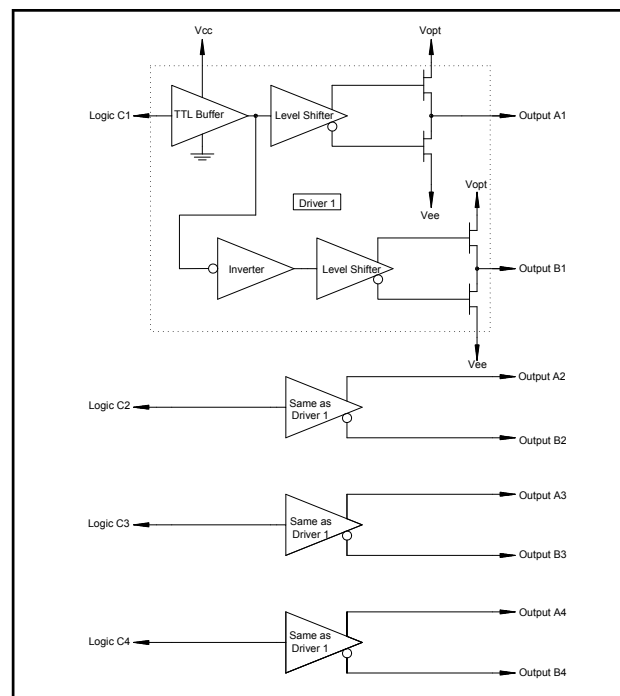 Vcc
Vopt
Logic C1
TTL Buffer
Level Shifter
Output A1
Driver 1
Vee
Vopt
Inverter
Level Shifter
Output B1
Vee
Output A2
Logic C2
Same as
Driver 1
Output B2
Output A3
Logic C3
Same as
Driver 1
Output B3
Output A4
Logic C4
Same as
Driver 1
Output B4